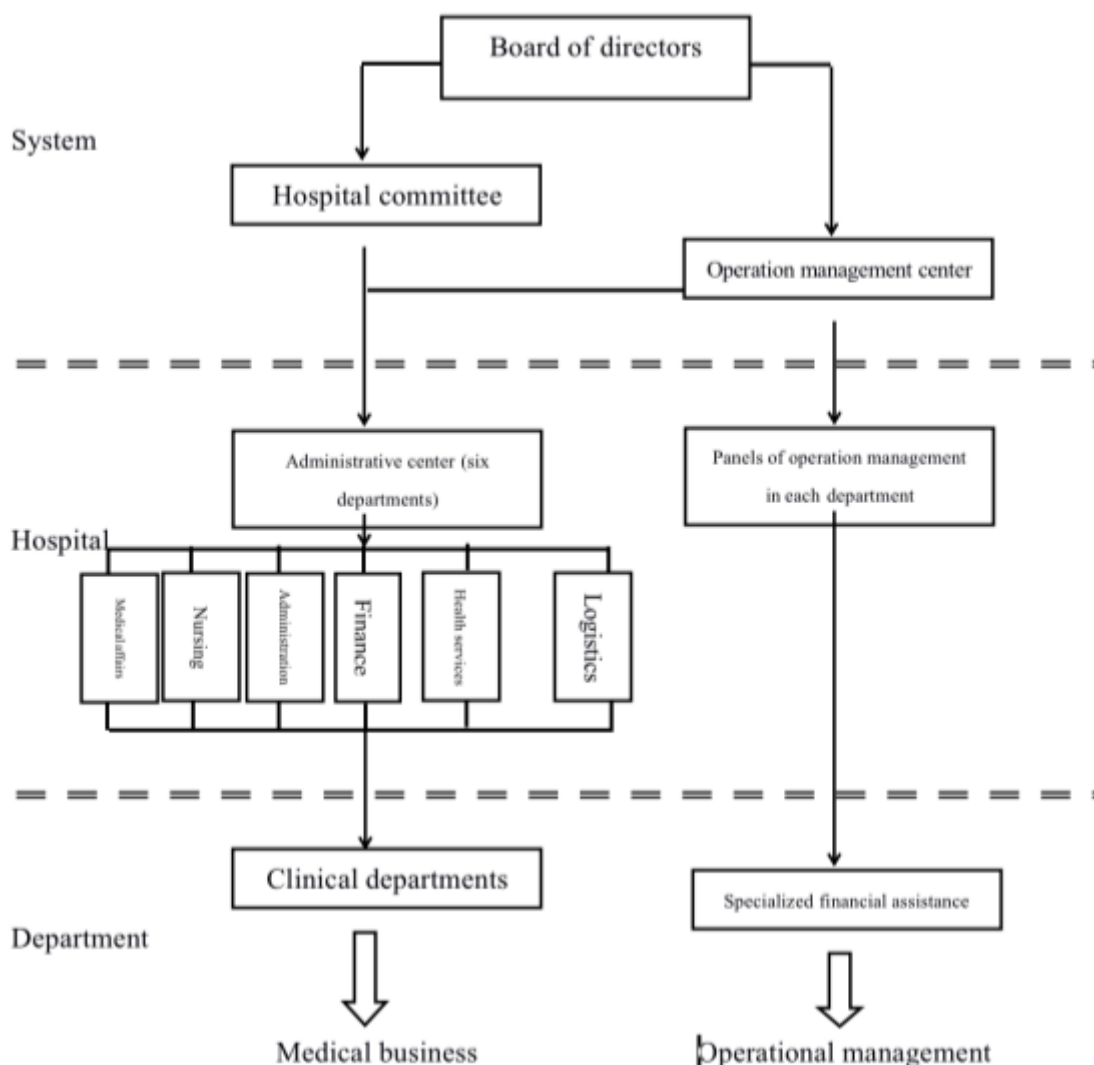 Board of directors
System
Hospital committee
Operation management center
Administrative center (six
departments)
Panels of operation management
in each department
Hospital
Medical affairs
Nursing
Administration
Finance
Health services
Logistics
Clinical departments
Specialized financial assistance
Department
Medical business
Operational management